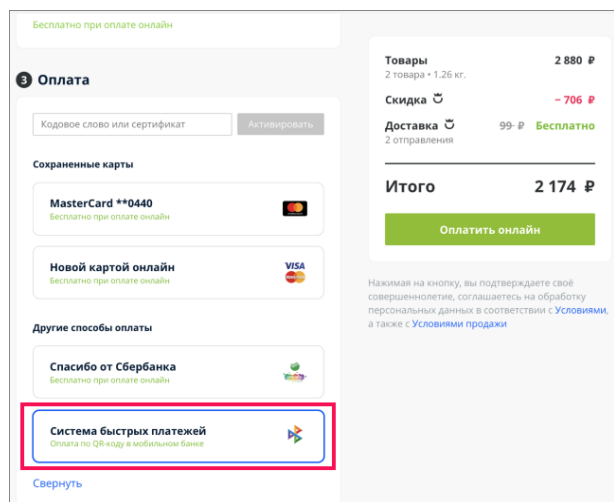 Бесплатно при оплате онлайн
3 Оплата
Кодовое слово или сертификат
Активировать
Сохраненные карты
MasterCard **0440
Бесплатно при оплате онлайн
Новой картой онлайн
Бесплатно при оплате онлайн
VISA
Другие способы оплаты
Спасибо от Сбербанка
Бесплатно при оплате онлайн
Система быстрых платежей
Оплата по QR-коду в мобильном банке
Свернуть
Товары 2 880 ₽
2 товара • 1.26 кг.
Скидка − 706 ₽
Доставка 99 ₽ Бесплатно
2 отправления
Итого 2 174 ₽
Оплатить онлайн
Нажимая на кнопку, вы подтверждаете своё
совершеннолетие, соглашаетесь на обработку
персональных данных в соответствии с Условиями,
а также с Условиями продажи